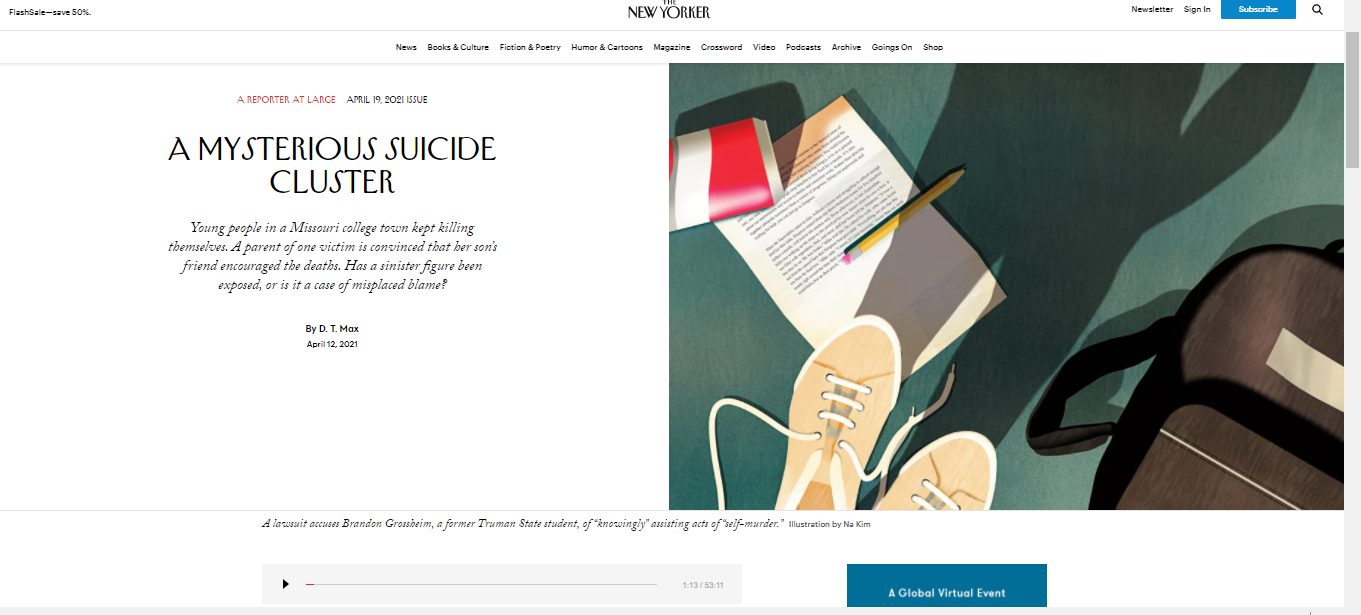 FlashSale—save 50%.
THE
NEW YORKER
Newsletter Sign In Subscribe
News Books & Culture Fiction & Poetry Humor & Cartoons Magazine Crossword Video Podcasts Archive Goings On Shop
A REPORTER AT LARGE APRIL 19, 2021 ISSUE
A MYSTERIOUS SUICIDE
CLUSTER
Young people in a Missouri college town kept killing
themselves. A parent of one victim is convinced that her son's
friend encouraged the deaths. Has a sinister figure been
exposed, or is it a case of misplaced blame?
By D. T. Max
April 12, 2021
A lawsuit accuses Brandon Grossheim, a former Truman State student, of “knowingly” assisting acts of “self-murder.” Illustration by Na Kim
1:13 / 53:11
A Global Virtual Event